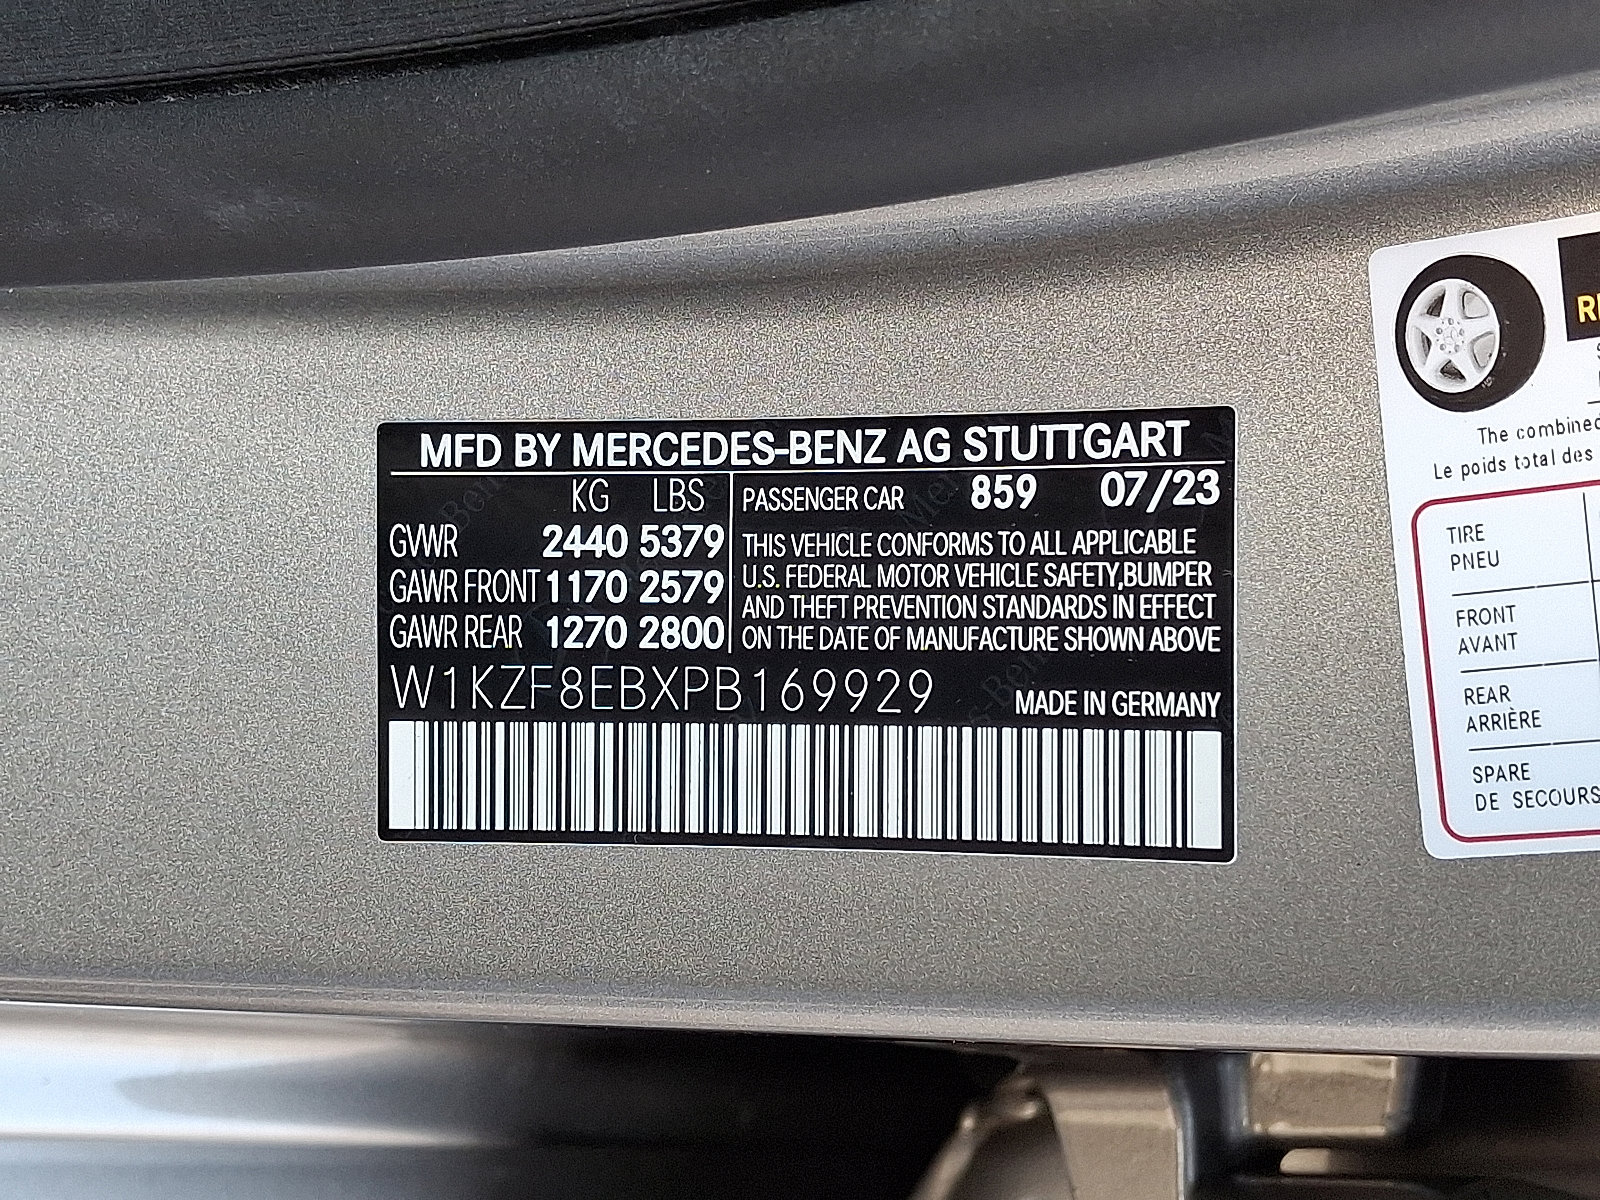 MFD BY MERCEDES-BENZ AG STUTTGART
KG LBS
GVWR 2440 5379
GAWR FRONT 1170 2579
GAWR REAR 1270 2800
PASSENGER CAR 859 07/23
THIS VEHICLE CONFORMS TO ALL APPLICABLE
U.S. FEDERAL MOTOR VEHICLE SAFETY,BUMPER
AND THEFT PREVENTION STANDARDS IN EFFECT
ON THE DATE OF MANUFACTURE SHOWN ABOVE
W1KZF8EBXPB169929
MADE IN GERMANY
The combined
Le poids total des
TIRE
PNEU
FRONT
AVANT
REAR
ARRIÈRE
SPARE
DE SECOURS